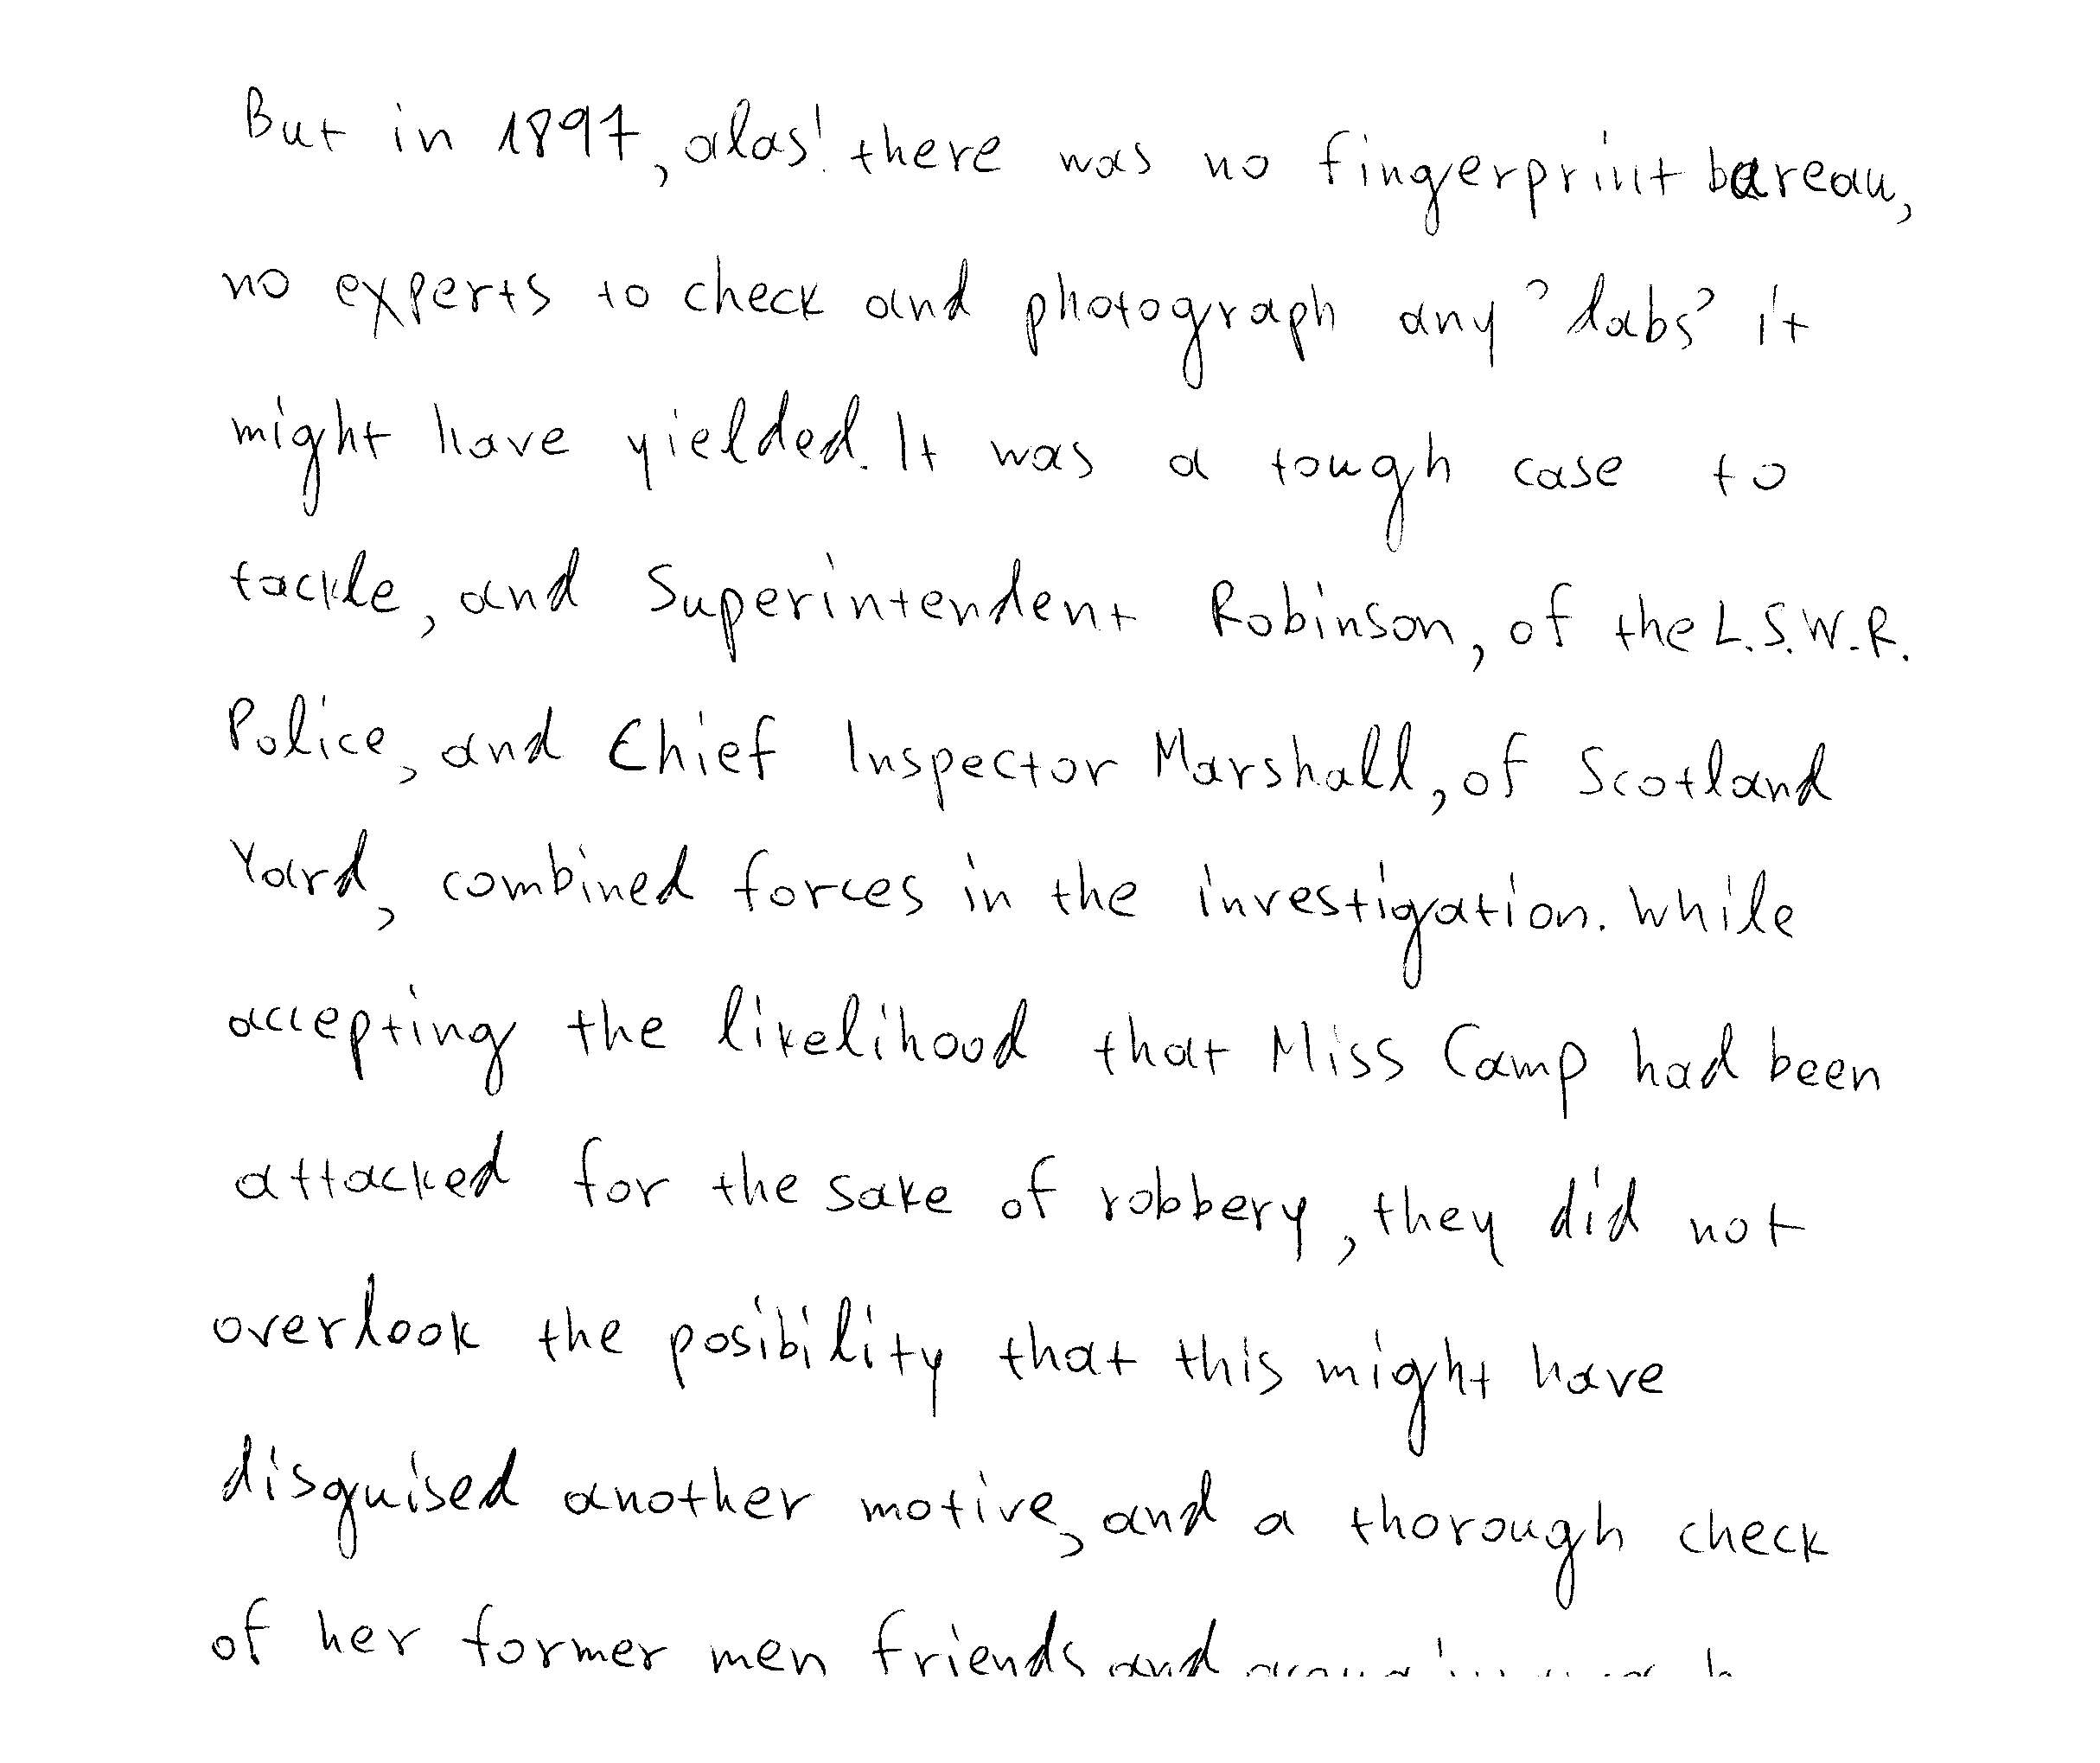 But in 1897, alas! there was no fingerprint bureau,
no experts to check and photograph any 'dabs' it
might have yielded. It was a tough case to
tackle, and Superintendent Robinson, of the L.S.W.R.
Police, and Chief Inspector Marshall, of Scotland
Yard, combined forces in the investigation. While
accepting the likelihood that Miss Camp had been
attacked for the sake of robbery, they did not
overlook the posibility that this might have
disguised another motive, and a thorough check
of her former men friends and